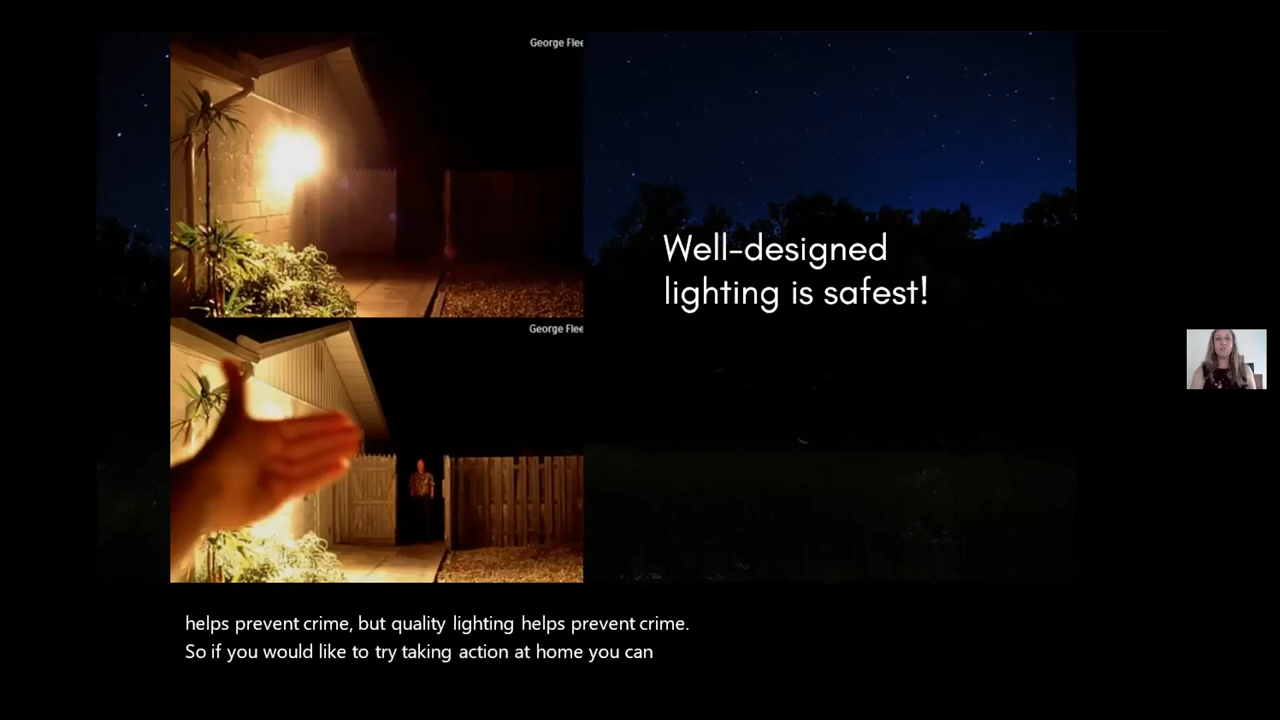 George Flee
Well-designed
lighting is safest!
George Flee
helps prevent crime, but quality lighting helps prevent crime.
So if you would like to try taking action at home you can